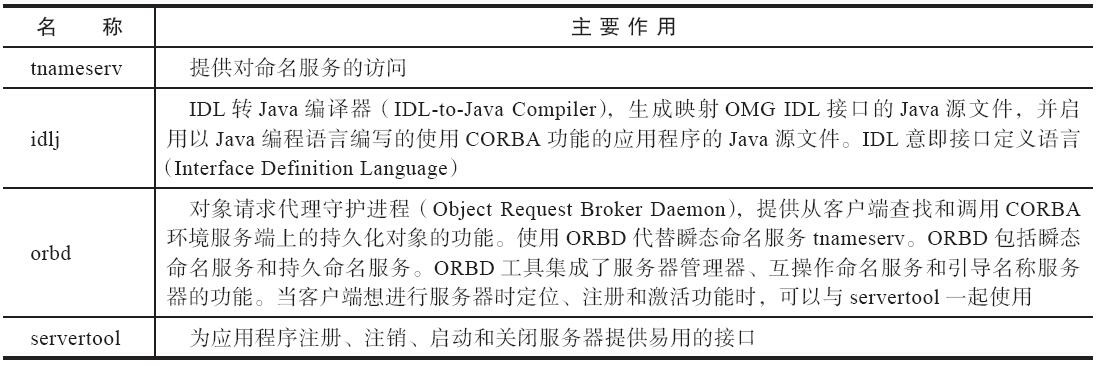 名 称 主要作用
tnameserv 提供对命名服务的访问
IDL 转 Java 编译器（IDL-to-Java Compiler），生成映射 OMG IDL 接口的 Java 源文件，并启
idlj 用以 Java 编程语言编写的使用 CORBA 功能的应用程序的 Java 源文件。IDL 意即接口定义语言
（Interface Definition Language）
对象请求代理守护进程（Object Request Broker Daemon），提供从客户端查找和调用 CORBA
环境服务端上的持久化对象的功能。使用 ORBD 代替瞬态命名服务 tnameserv。ORBD 包括瞬态
orbd 命名服务和持久命名服务。ORBD 工具集成了服务器管理器、互操作命名服务和引导名称服务
器的功能。当客户端想进行服务器时定位、注册和激活功能时，可以与 servertool 一起使用
servertool 为应用程序注册、注销、启动和关闭服务器提供易用的接口